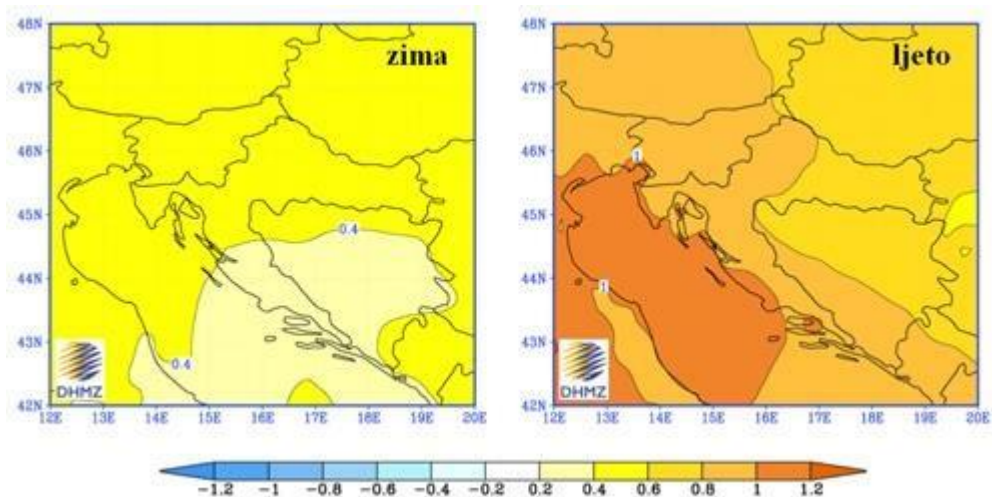 48N
zima
47N
46N
45N
0.4
44N
43N
0.4
DHMZ
42N
12E 13E 14E 15E 16E 17E 18E 19E 20E
48N
ljeto
47N
46N
1
45N
44N
1
43N
DHMZ
42N
12E 13E 14E 15E 16E 17E 18E 19E 20E
-1.2 -1 -0.8 -0.6 -0.4 -0.2 0.2 0.4 0.6 0.8 1 1.2